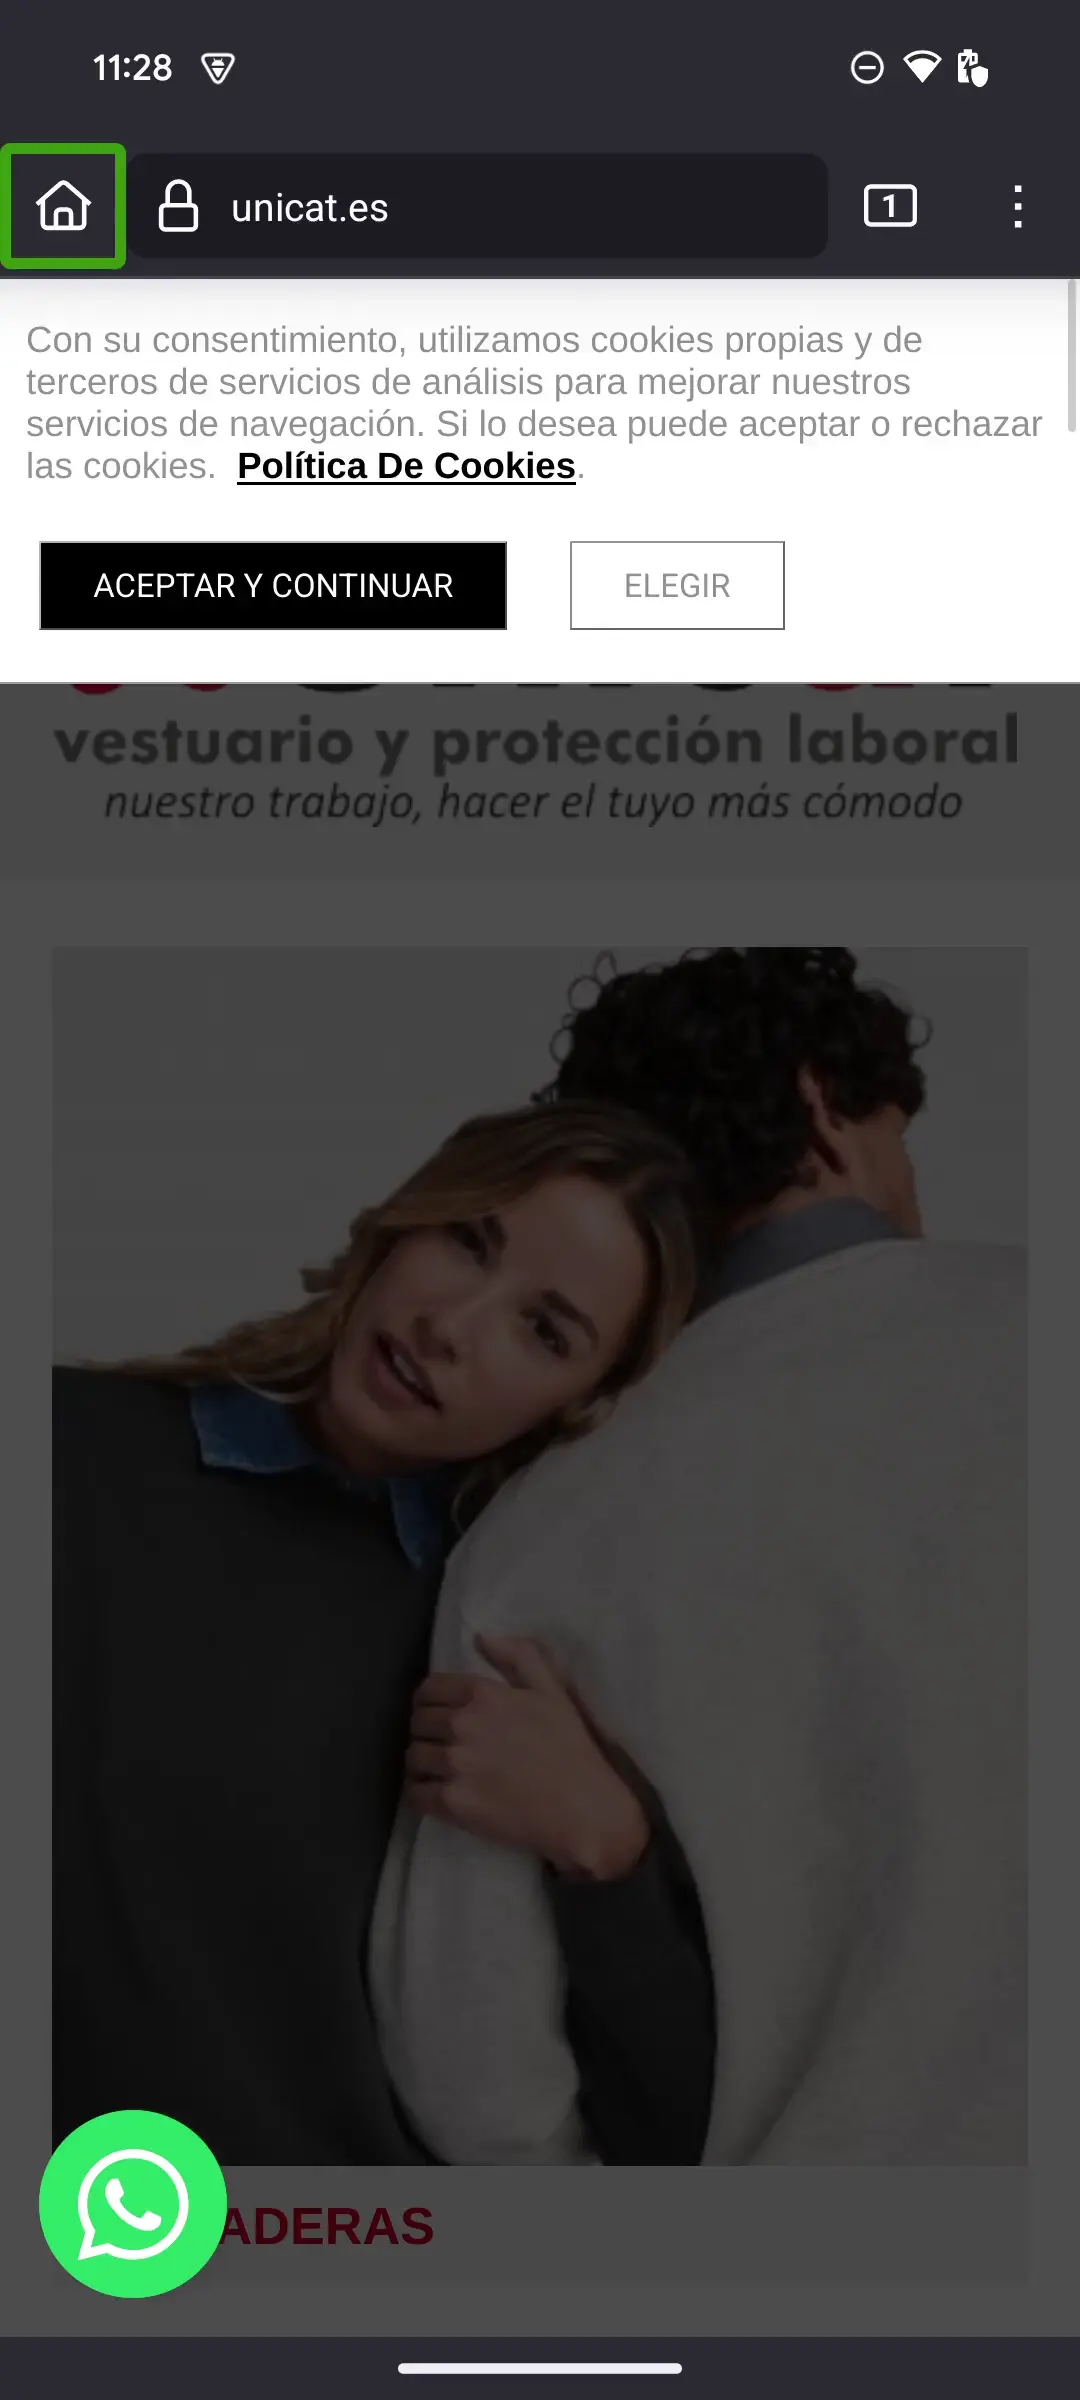 11:28
unicat.es
1
Con su consentimiento, utilizamos cookies propias y de
terceros de servicios de análisis para mejorar nuestros
servicios de navegación. Si lo desea puede aceptar o rechazar
las cookies. Política De Cookies.
ACEPTAR Y CONTINUAR
ELEGIR
vestuario y protección laboral
nuestro trabajo, hacer el tuyo más cómodo
ADERAS